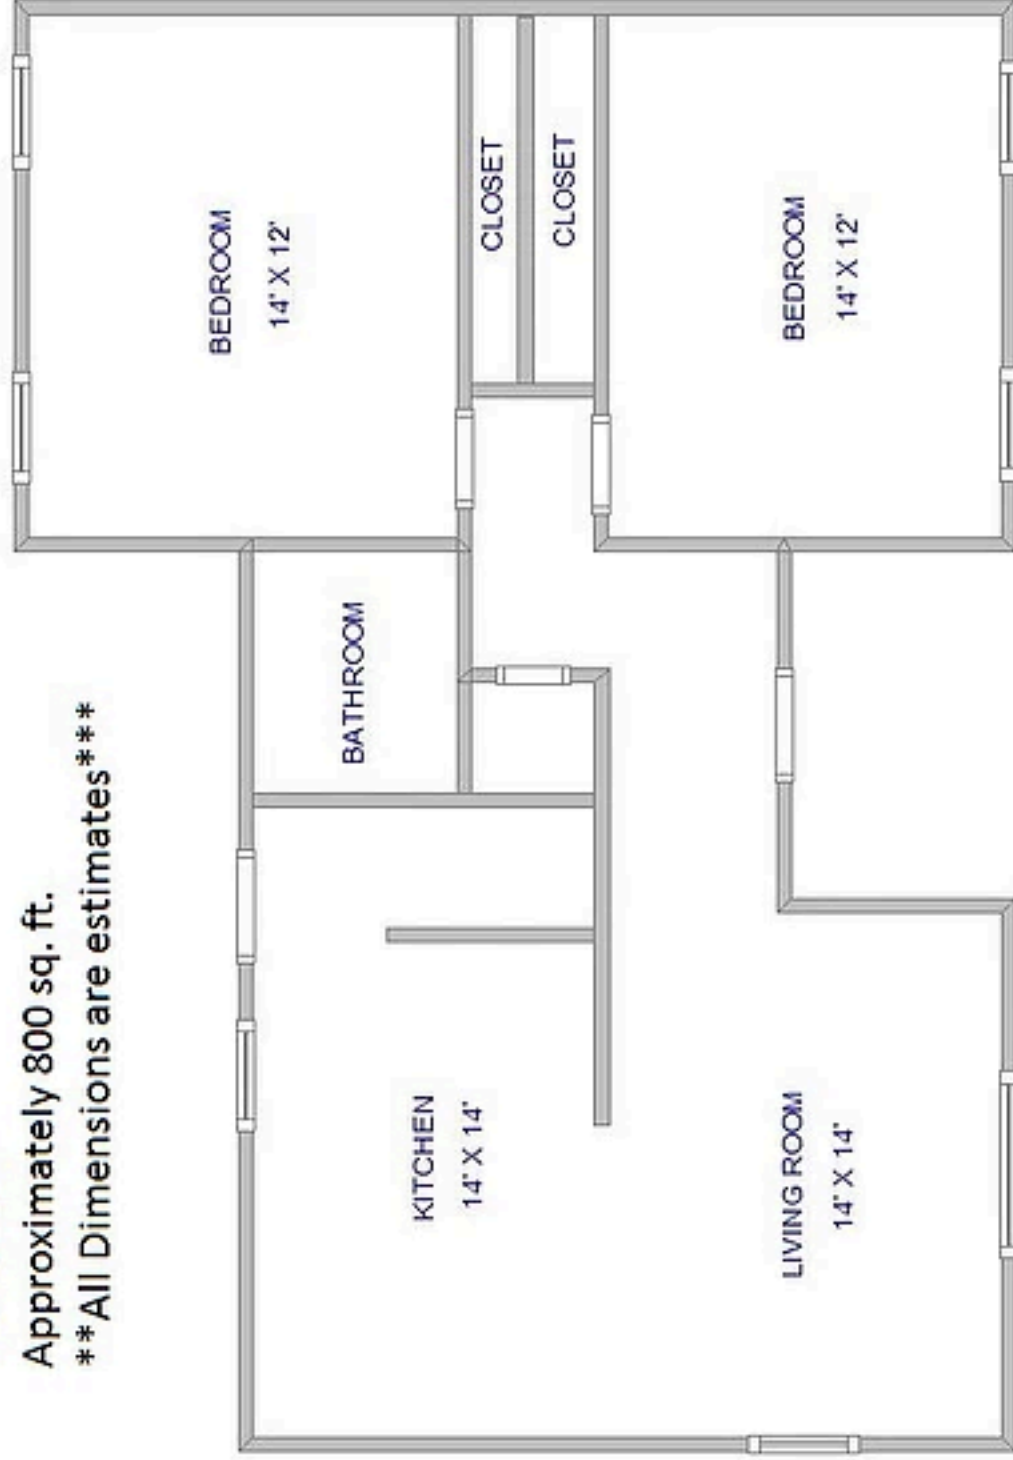 Approximately 800 sq. ft.
**All Dimensions are estimates***
BEDROOM
14' X 12'
BATHROOM
KITCHEN
14' X 14'
CLOSET
CLOSET
LIVING ROOM
14' X 14'
BEDROOM
14' X 12'